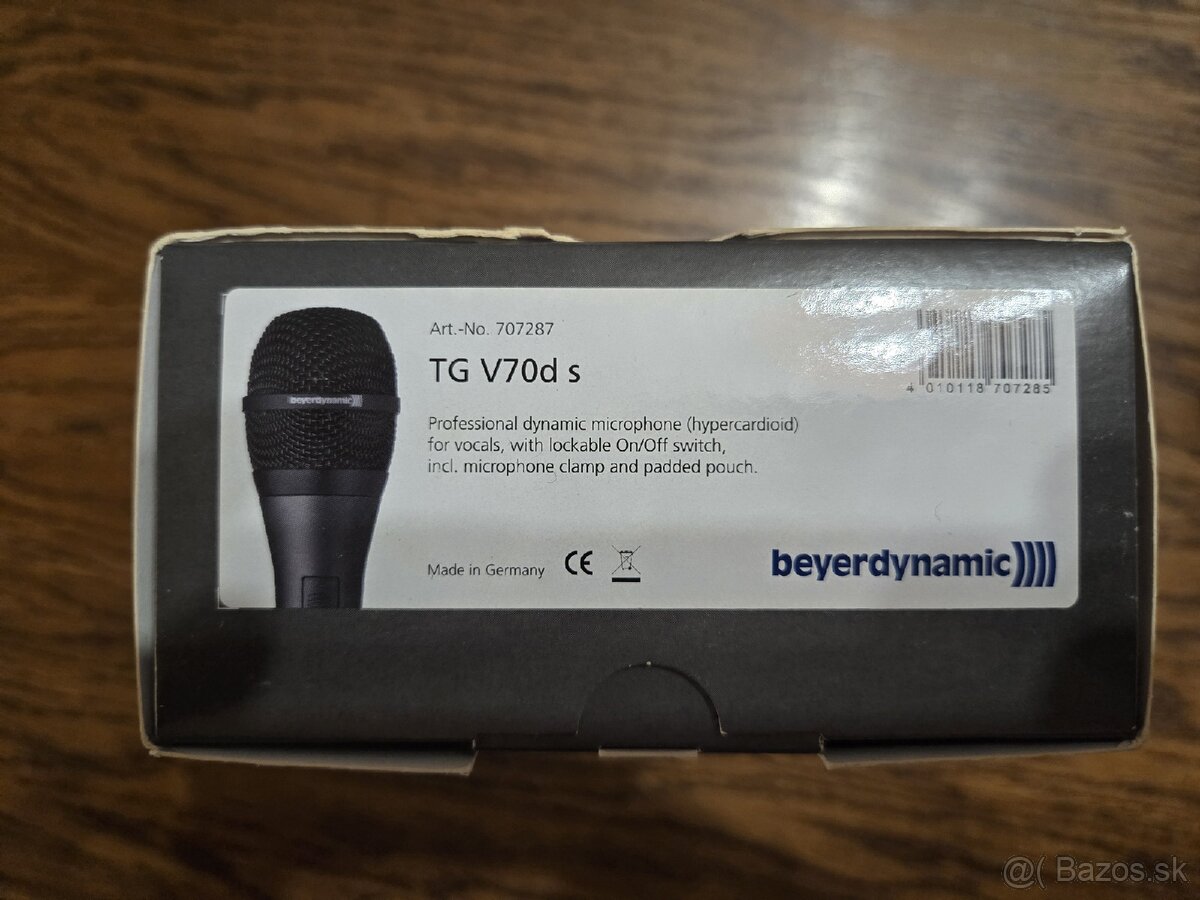 Art.-No. 707287
TG V70d s
4 010118 707285
Professional dynamic microphone (hypercardioid)
for vocals, with lockable On/Off switch,
incl. microphone clamp and padded pouch.
beyerdynamic
Made in Germany
CE
beyerdynamic
@( Bazos.sk